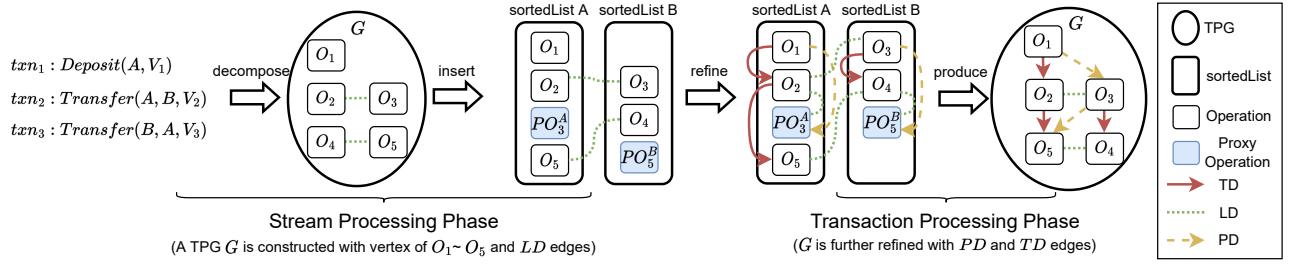 txn₁ : Deposit(A, V₁)
txn₂ : Transfer(A, B, V₂)
txn₃ : Transfer(B, A, V₃)
decompose
G
O₁
O₂
O₃
O₄
O₅
insert
sortedList A
O₁
O₂
PO₃ᴬ
O₅
sortedList B
O₃
O₄
PO₅ᴮ
Stream Processing Phase
(A TPG G is constructed with vertex of O₁~ O₅ and LD edges)
refine
sortedList A
O₁
O₂
PO₃ᴬ
O₅
sortedList B
O₃
O₄
PO₅ᴮ
produce
G
O₁
O₂
O₃
O₅
O₄
Transaction Processing Phase
(G is further refined with PD and TD edges)
TPG
sortedList
Operation
Proxy
Operation
TD
LD
PD